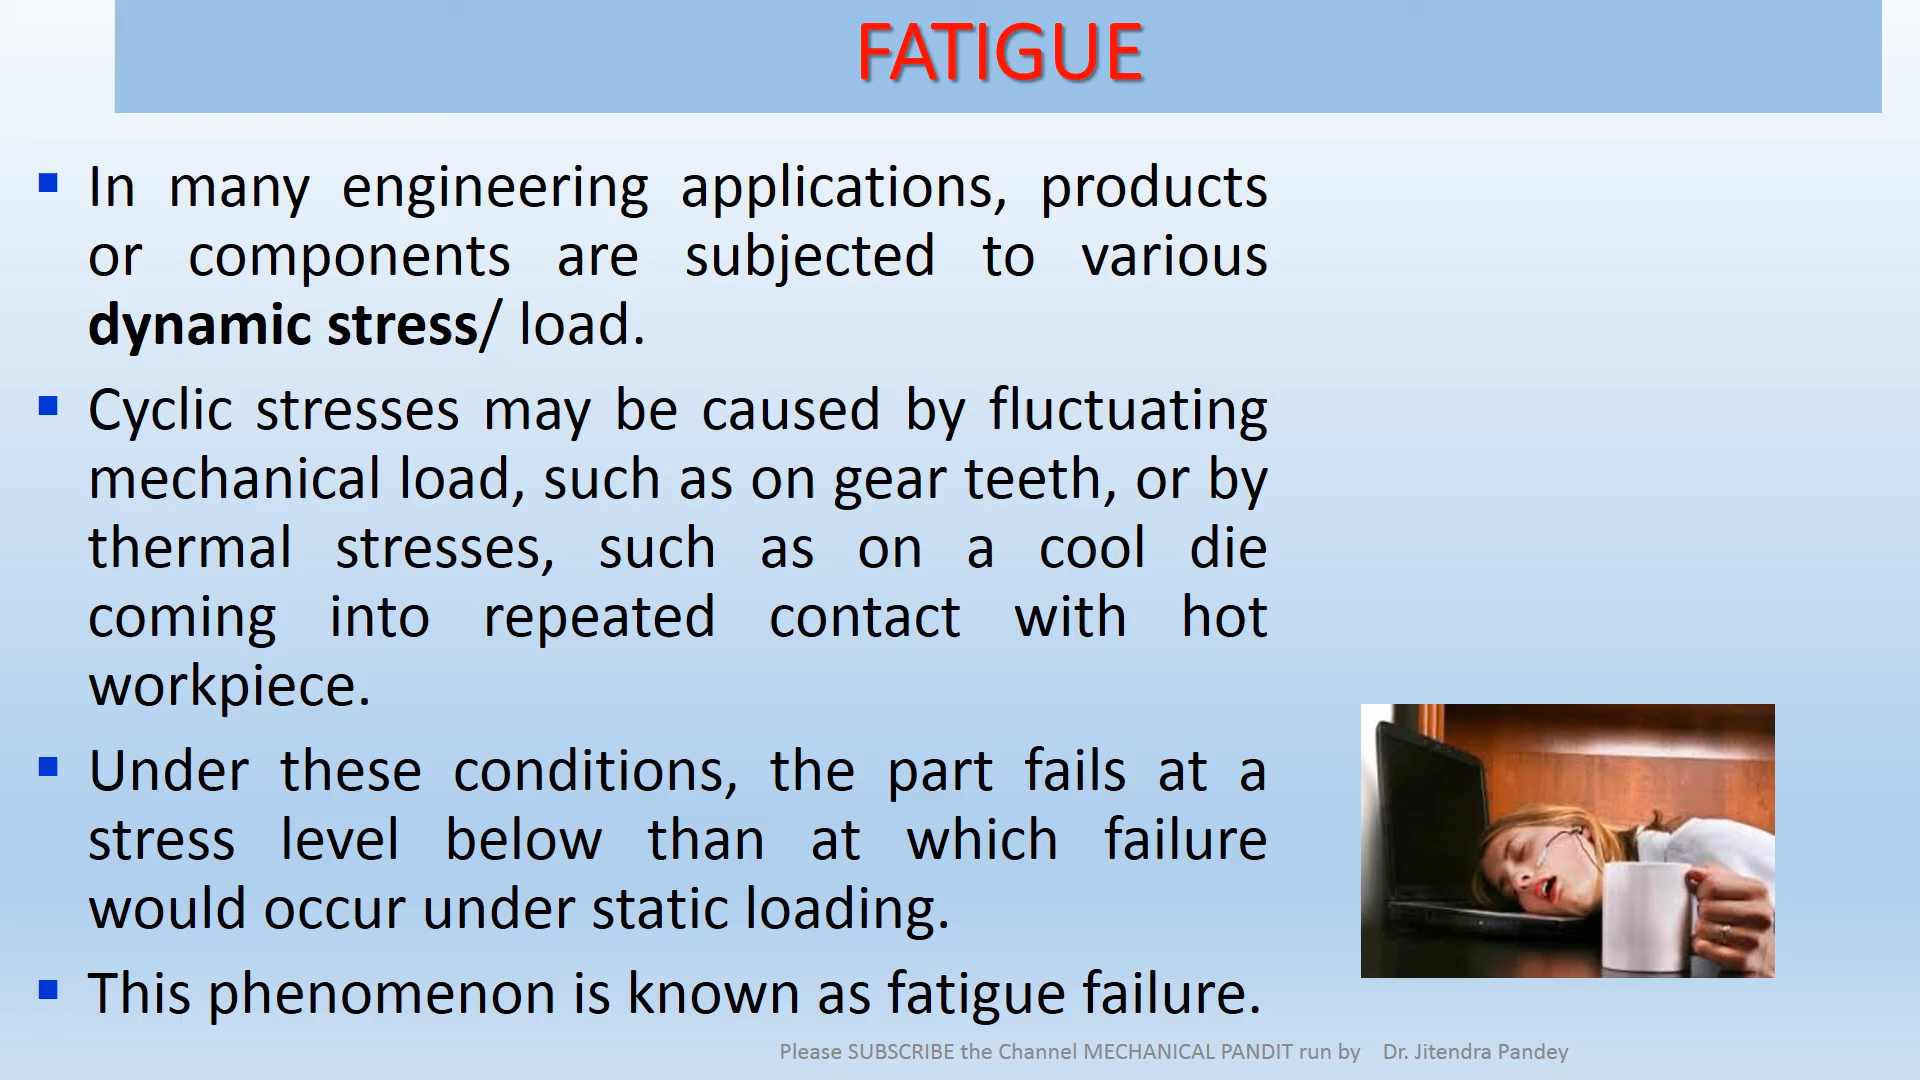 FATIGUE
In many engineering applications, products
or components are subjected to various
dynamic stress/ load.
Cyclic stresses may be caused by fluctuating
mechanical load, such as on gear teeth, or by
thermal stresses, such as on a cool die
coming into repeated contact with hot
workpiece.
Under these conditions, the part fails at a
stress level below than at which failure
would occur under static loading.
This phenomenon is known as fatigue failure.
Please SUBSCRIBE the Channel MECHANICAL PANDIT run by Dr. Jitendra Pandey